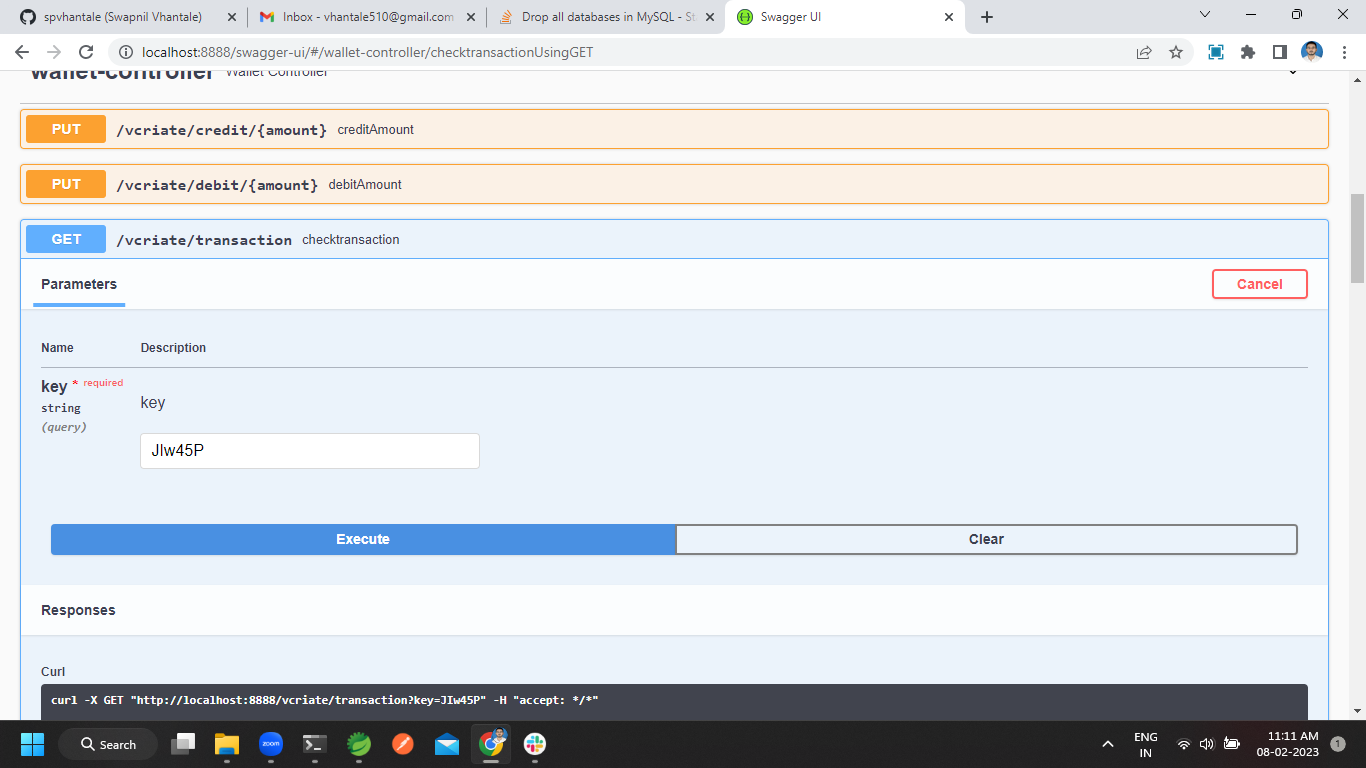 spvhantale (Swapnil Vhantale)
Inbox - vhantale510@gmail.com
Drop all databases in MySQL - St
Swagger UI
localhost:8888/swagger-ui/#/wallet-controller/checktransactionUsingGET
wallet-controller Wallet Controller
PUT /vcriate/credit/{amount} creditAmount
PUT /vcriate/debit/{amount} debitAmount
GET /vcriate/transaction checktransaction
Parameters
Cancel
Name Description
key * required
string
(query)
key
JIw45P
Execute
Clear
Responses
Curl
curl -X GET "http://localhost:8888/vcriate/transaction?key=JIw45P" -H "accept: */*"
Search
zoom
ENG
IN
11:11 AM
08-02-2023
1